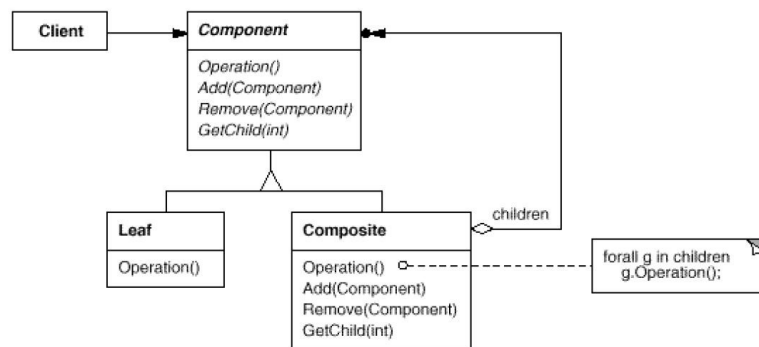 Client
Component
Operation()
Add(Component)
Remove(Component)
GetChild(int)
children
Leaf
Operation()
Composite
Operation()
Add(Component)
Remove(Component)
GetChild(int)
forall g in children
g.Operation();